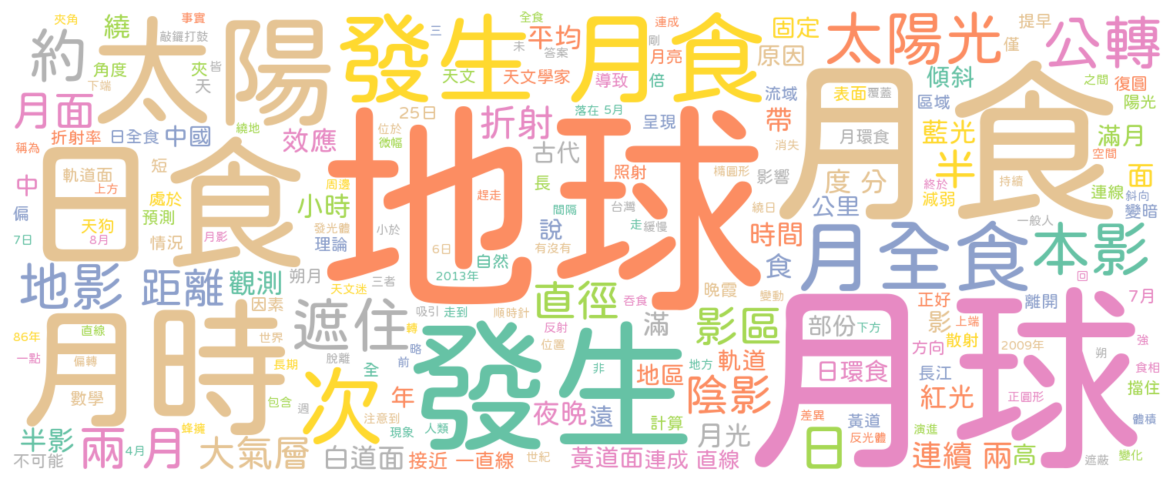 夾角
事實
全食
連成
三
提早
敲鑼打鼓
未
答案
剛
僅
約
太陽
繞
發生
月食
平均
月亮
固定
原因
太陽光
公轉
角度
夾
皆
天
下端
天文
天文學家
導致
倍
傾斜
之間
復圓
月面
折射率
日全食
中國
繞地
效應
25日
位於
微幅
折射
落在
5月
呈現
流域
帶
表面
覆蓋
區域
陽光
稱為
月環食
藍光
滿月
消失
空間
日食
地球
月食
短
古代
軌道面
上方
中
處於
周邊
長
照射
橢圓形
影響
度
分
半
減弱
持續
終於
面
連線
斜向
偏
天狗
預測
小時
趕走
間隔
台灣
繞日
公里
變暗
7日
8月
情況
月影
發光體
理論
小於
6日
有沒有
說
走
緩慢
時間
一般人
地影
距離
觀測
朔月
三者
自然
2013年
食
月全食
本影
天文迷
因素
直徑
吞食
晚霞
變動
正好
離開
回
7月
86年
直線
月時
世界
遮住
吸引
走到
順時針
滿
影區
部份
下方
影
上端
強
一點
偏轉
長期
脫離
轉
前
略
發生
反射
位置
非
地方
軌道
方向
散射
2009年
朔
月球
數學
包含
週
次
全
注意到
年
地區
陰影
日環食
長江
紅光
正圓形
食相
擋住
半影
蜂擁
現象
人類
夜晚
遠
計算
差異
黃道
反光體
演進
體積
不可能
兩
月
4月
大氣層
白道面
接近
一直線
世紀
黃道面
連成
直線
月光
日
連續
兩
高
遮蔽
變化